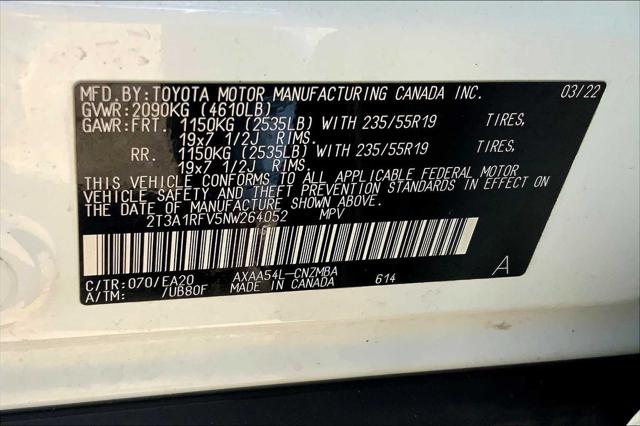 MFD. BY: TOYOTA MOTOR MANUFACTURING CANADA INC. 03/22
GVWR: 2090KG (4610LB)
GAWR: FRT. 1150KG (2535LB) WITH 235/55R19 TIRES,
19x7 1/2J RIMS.
RR. 1150KG (2535LB) WITH 235/55R19 TIRES,
19x7 1/2J RIMS.
THIS VEHICLE CONFORMS TO ALL APPLICABLE FEDERAL MOTOR
VEHICLE SAFETY AND THEFT PREVENTION STANDARDS IN EFFECT ON
THE DATE OF MANUFACTURE SHOWN ABOVE.
2T3A1RFV5NW264052 MPV
C/TR: 070/EA20 AXAA54L-CNZMBA 614 A
A/TM: /UB80F MADE IN CANADA